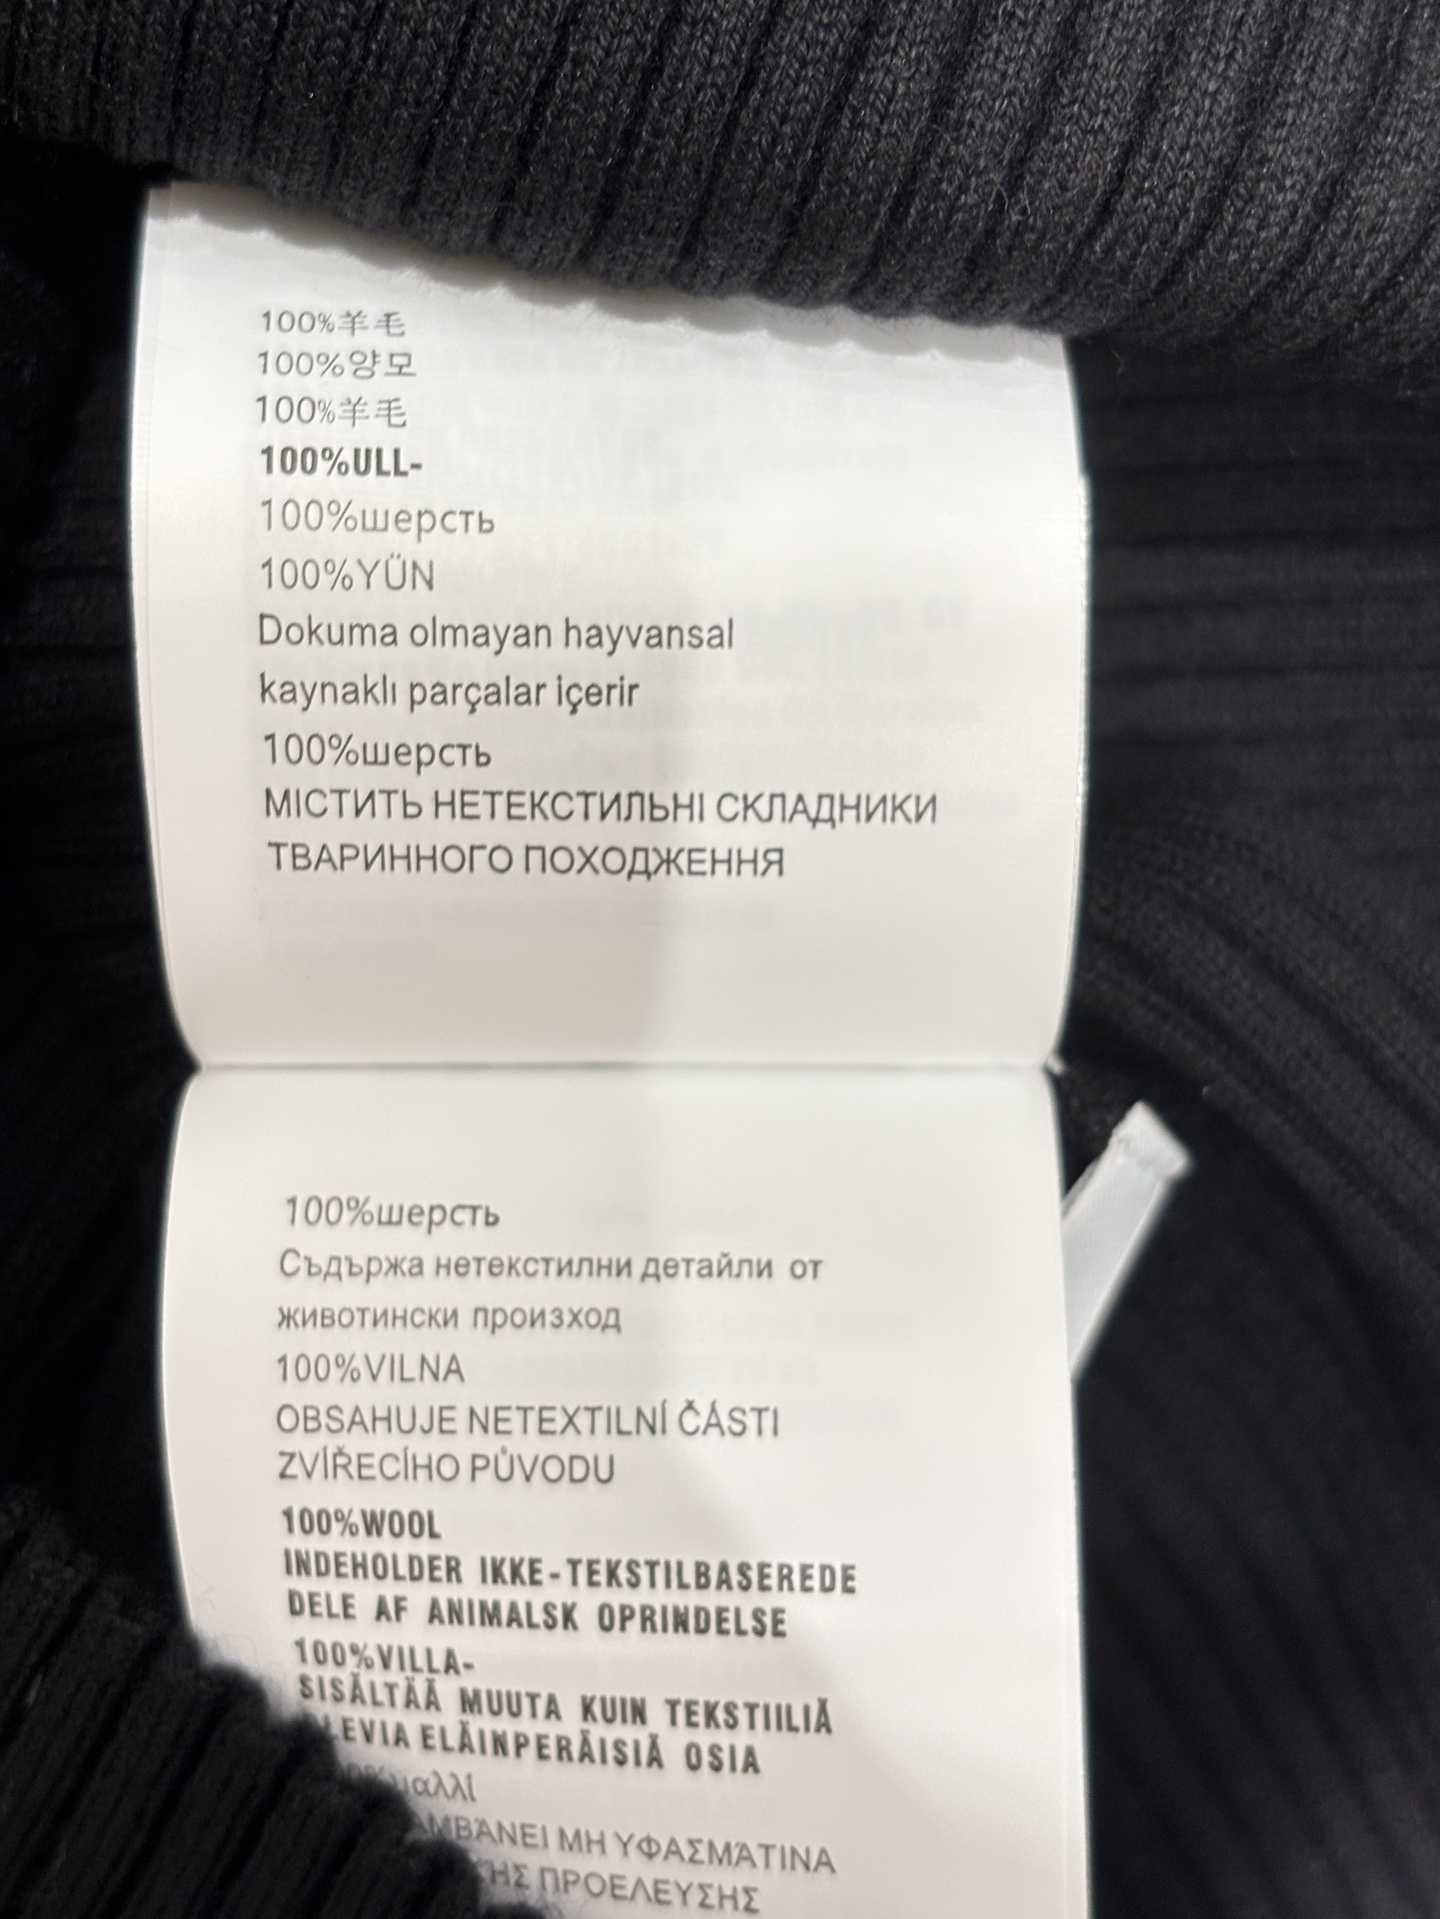 100%羊毛
100%양모
100%羊毛
100%ULL-
100%шерсть
100%YÜN
Dokuma olmayan hayvansal
kaynaklı parçalar içerir
100%шерсть
МІСТИТЬ НЕТЕКСТИЛЬНІ СКЛАДНИКИ
ТВАРИННОГО ПОХОДЖЕННЯ
100%шерсть
Съдържа нетекстилни детайли от
животински произход
100%VILNA
OBSAHUJE NETEXTILNÍ ČÁSTI
ZVÍŘECÍHO PŮVODU
100%WOOL
INDEHOLDER IKKE-TEKSTILBASEREDE
DELE AF ANIMALSK OPRINDELSE
100%VILLA-
SISÄLTÄÄ MUUTA KUIN TEKSTIILIÄ
OLEVIA ELÄINPERÄISIÄ OSIA
μαλλί
ΜΗ ΥΦΑΣΜΆΤΙΝΑ
ΠΡΟΕΛΕΥΣΗΣ